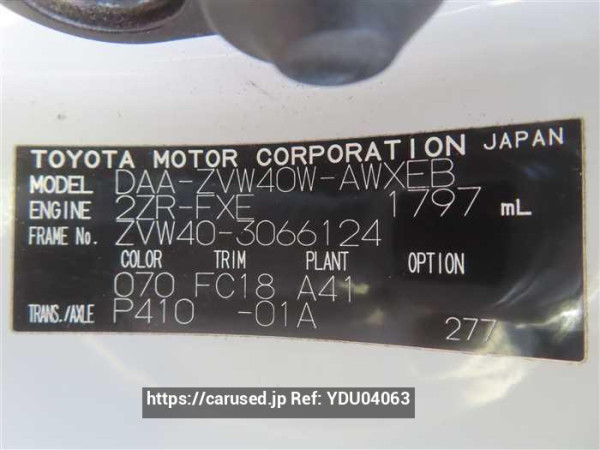 TOYOTA MOTOR CORPORATION JAPAN
MODEL DAA-ZVW40W-AWXEB
ENGINE 2ZR-FXE 1797 mL
FRAME No. ZVW40-3066124
COLOR TRIM PLANT OPTION
070 FC18 A41
TRANS./AXLE P410 -01A 277
https://carused.jp Ref: YDU04063